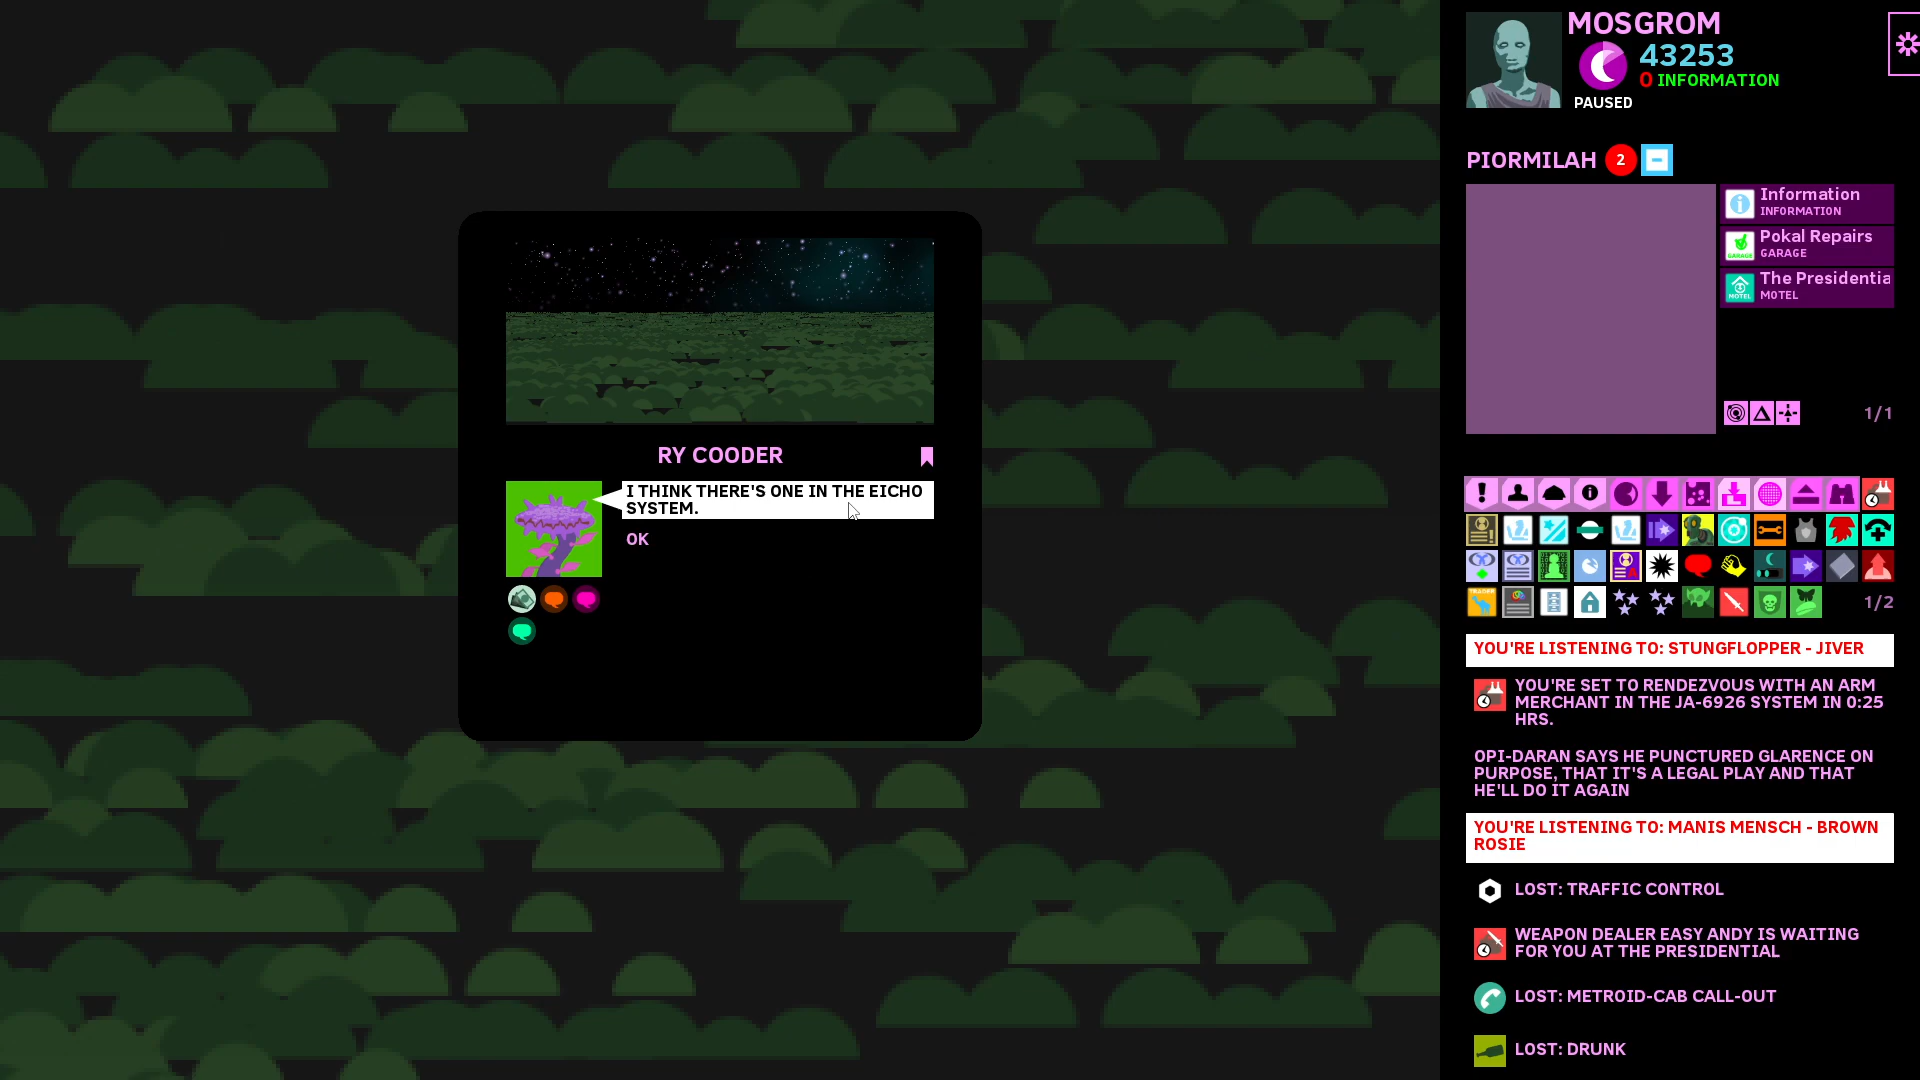 MOSGROM
43253
0 INFORMATION
PAUSED
PIORMILAH 2
Information
INFORMATION
Pokal Repairs
GARAGE
GARAGE
The Presidentia
MOTEL
MOTEL
1/1
RY COODER
I THINK THERE'S ONE IN THE EICHO
SYSTEM.
OK
1/2
YOU'RE LISTENING TO: STUNGFLOPPER - JIVER
YOU'RE SET TO RENDEZVOUS WITH AN ARM
MERCHANT IN THE JA-6926 SYSTEM IN 0:25
HRS.
OPI-DARAN SAYS HE PUNCTURED GLARENCE ON
PURPOSE, THAT IT'S A LEGAL PLAY AND THAT
HE'LL DO IT AGAIN
YOU'RE LISTENING TO: MANIS MENSCH - BROWN
ROSIE
LOST: TRAFFIC CONTROL
WEAPON DEALER EASY ANDY IS WAITING
FOR YOU AT THE PRESIDENTIAL
LOST: METROID-CAB CALL-OUT
LOST: DRUNK